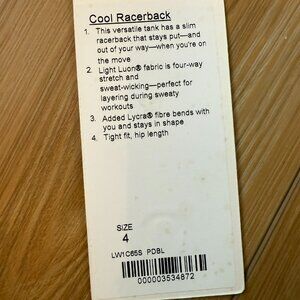 Cool Racerback
1. This versatile tank has a slim
racerback that stays put—and
out of your way—when you're on
the move
2. Light Luon® fabric is four-way
stretch and
sweat-wicking—perfect for
layering during sweaty
workouts
3. Added Lycra® fibre bends with
you and stays in shape
4. Tight fit, hip length
SIZE
4
LW1C65S PDBL
000003534872